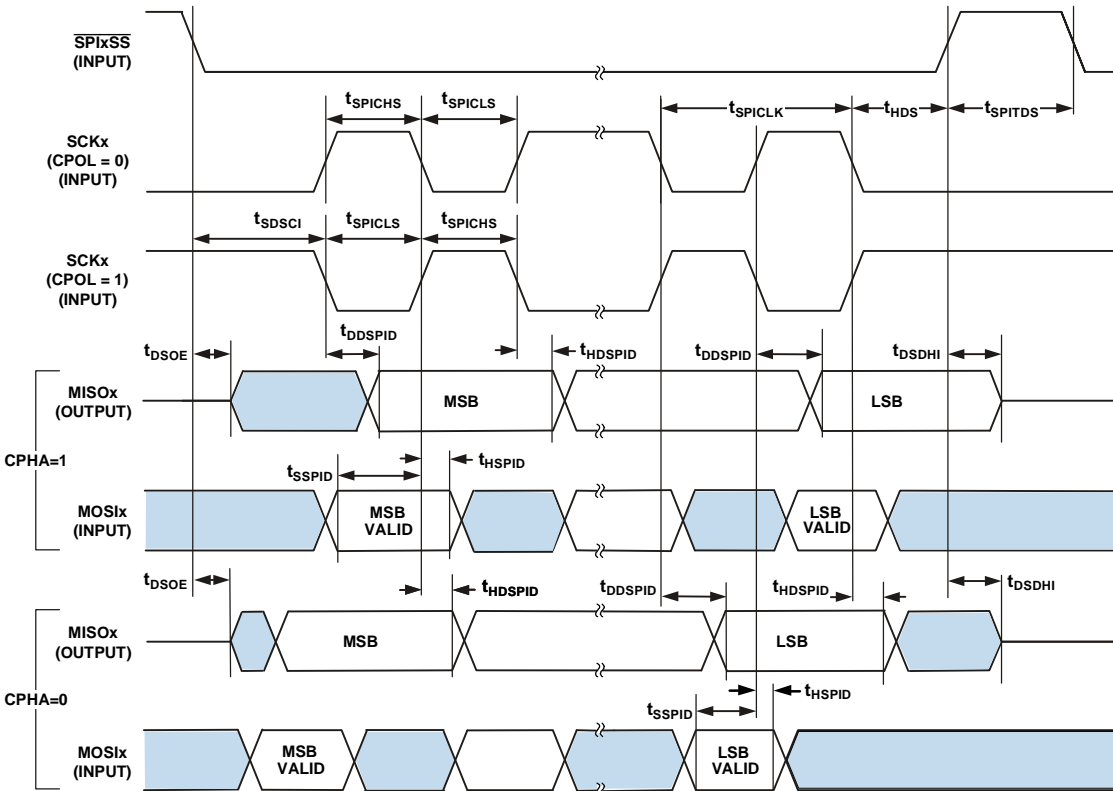 SPIxSS
(INPUT)
tSPICHS tSPICLS tSPICLK tHDS tSPITDS
SCKx
(CPOL = 0)
(INPUT)
tSDSCI tSPICLS tSPICHS
SCKx
(CPOL = 1)
(INPUT)
tDSOE tDDSPID tHDSPID tDDSPID tDSDHI
MISOx
(OUTPUT)
MSB LSB
CPHA=1
tSSPID tHSPID
MOSIx
(INPUT)
MSB
VALID
LSB
VALID
tDSOE tHDSPID tDDSPID tHDSPID tDSDHI
MISOx
(OUTPUT)
MSB LSB
CPHA=0
tSSPID tHSPID
MOSIx
(INPUT)
MSB
VALID
LSB
VALID